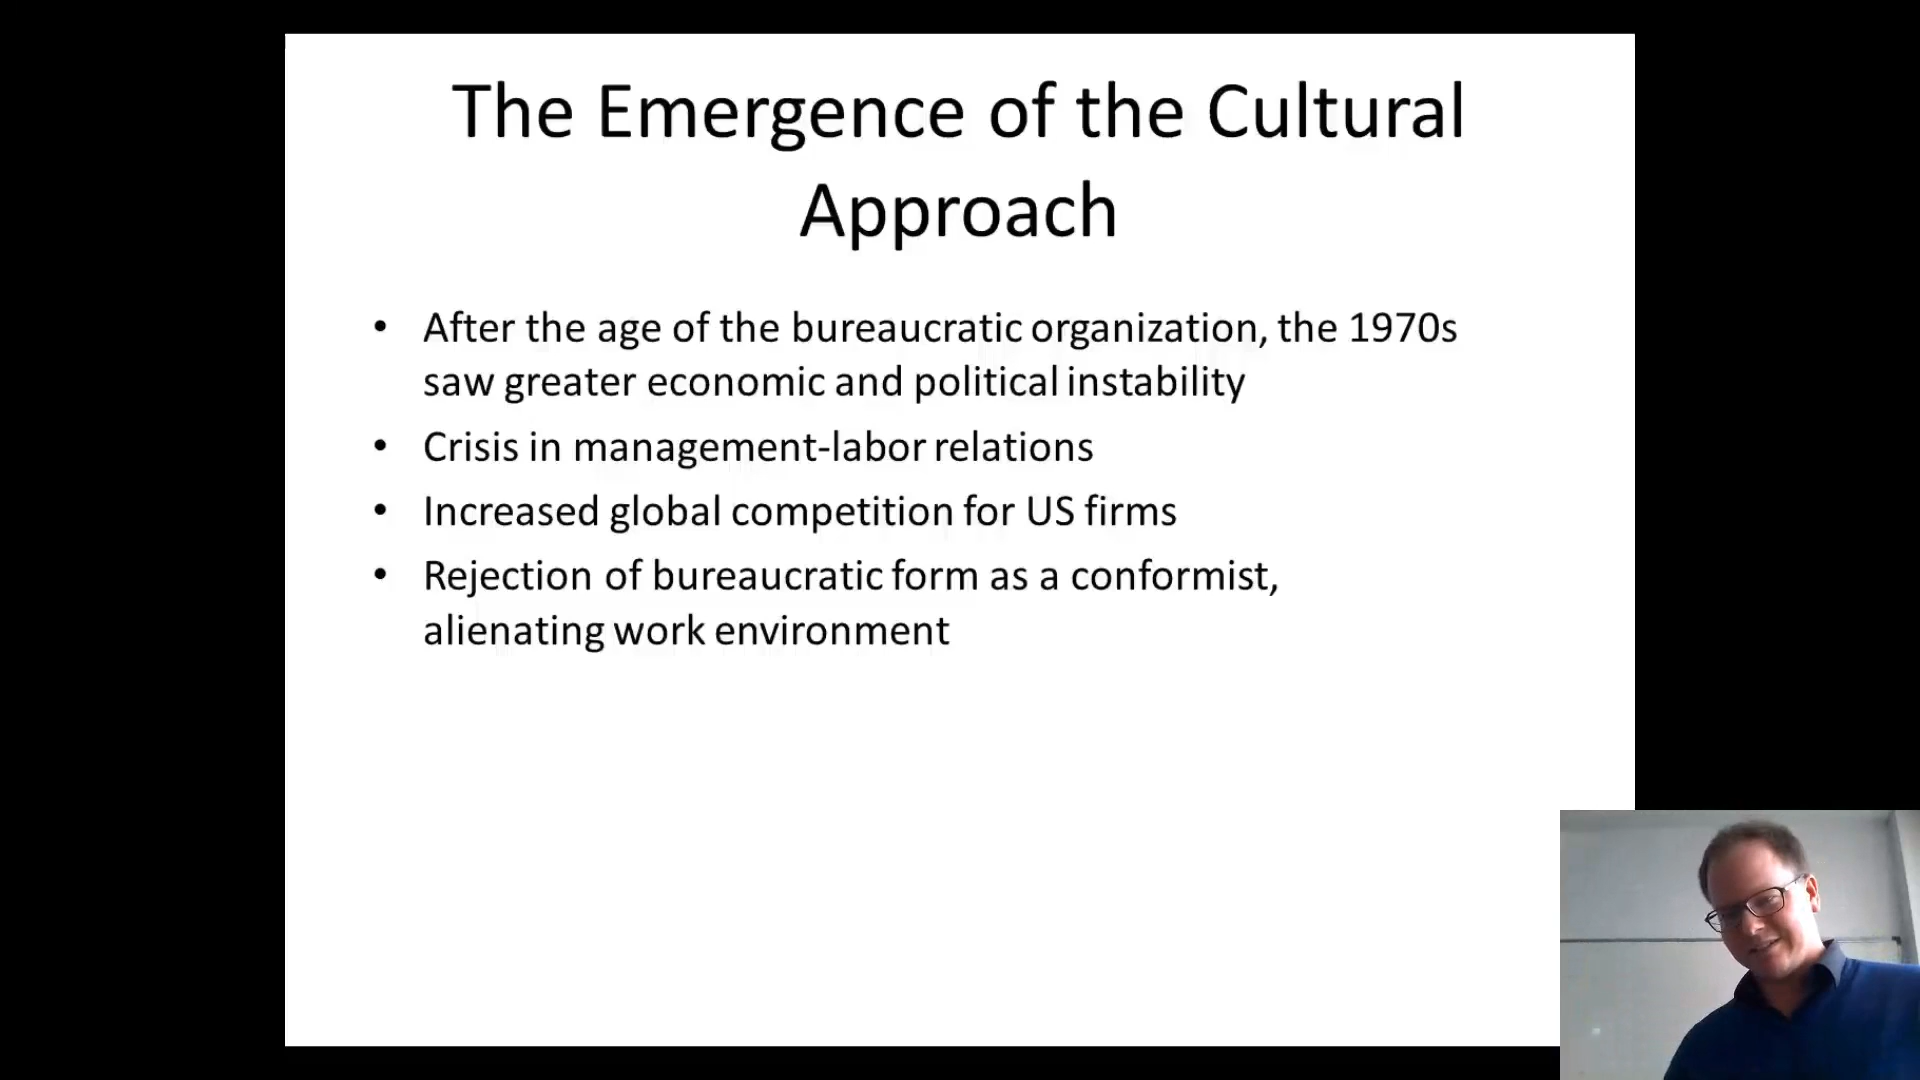 The Emergence of the Cultural
Approach
• After the age of the bureaucratic organization, the 1970s
saw greater economic and political instability
• Crisis in management-labor relations
• Increased global competition for US firms
• Rejection of bureaucratic form as a conformist,
alienating work environment